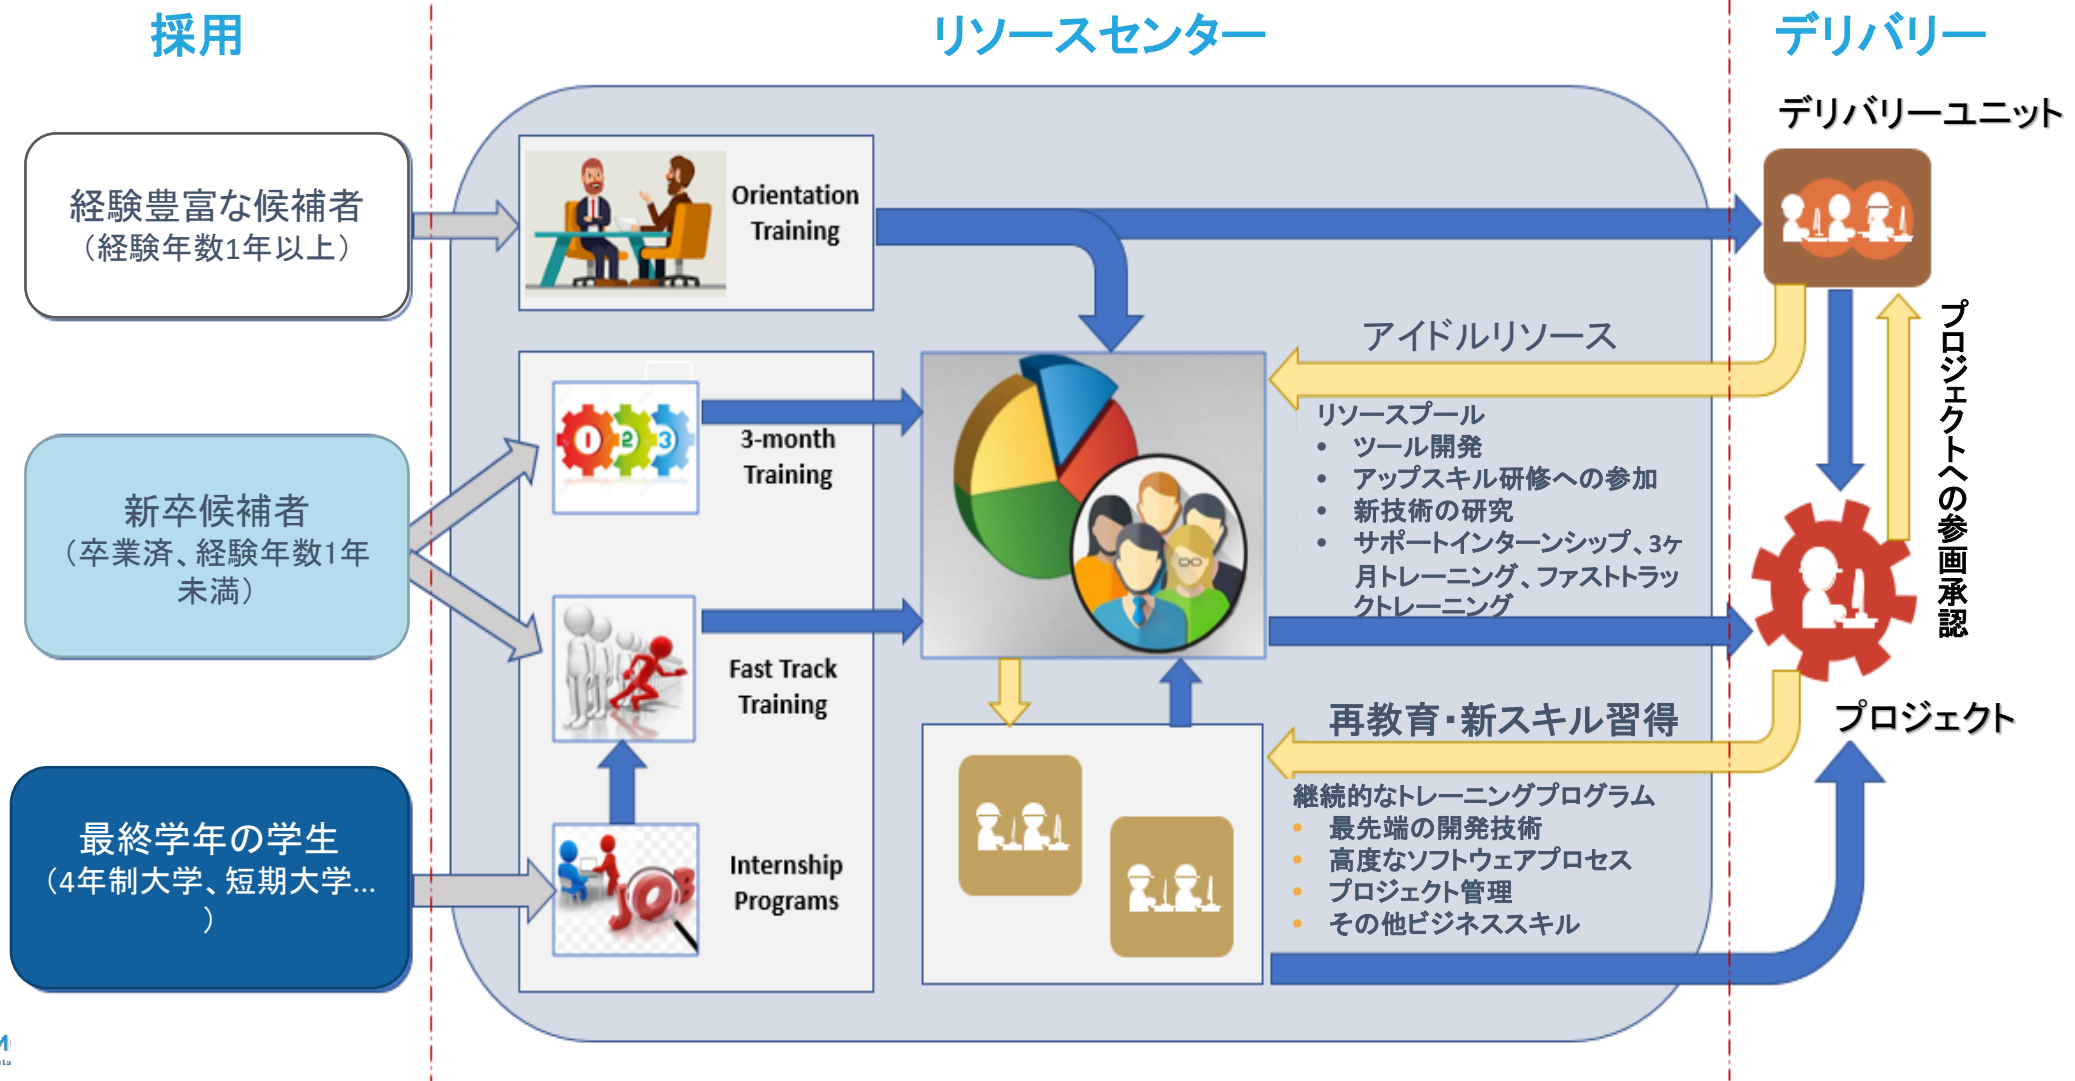 採用
リソースセンター
デリバリー
デリバリーユニット
経験豊富な候補者
（経験年数1年以上）
Orientation
Training
アイドルリソース
プロジェクトへの参画承認
リソースプール
• ツール開発
• アップスキル研修への参加
• 新技術の研究
• サポートインターンシップ、3ヶ
月トレーニング、ファストトラッ
クトレーニング
1 2 3
3-month
Training
新卒候補者
（卒業済、経験年数1年
未満）
Fast Track
Training
再教育・新スキル習得
プロジェクト
継続的なトレーニングプログラム
• 最先端の開発技術
• 高度なソフトウェアプロセス
• プロジェクト管理
• その他ビジネススキル
最終学年の学生
（4年制大学、短期大学...
）
JOB
Internship
Programs